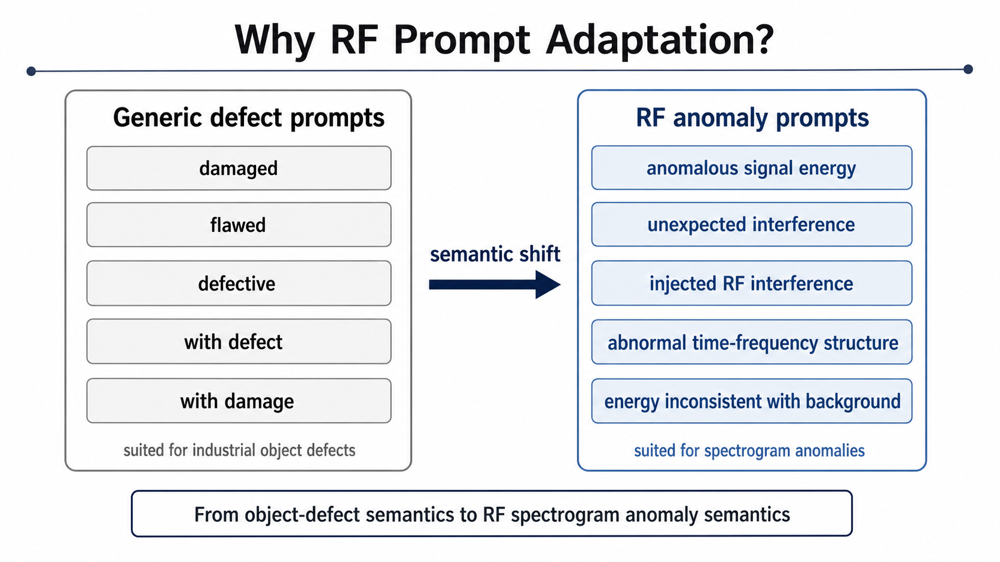 Why RF Prompt Adaptation?
Generic defect prompts
damaged
flawed
defective
with defect
with damage
suited for industrial object defects
semantic shift
RF anomaly prompts
anomalous signal energy
unexpected interference
injected RF interference
abnormal time-frequency structure
energy inconsistent with background
suited for spectrogram anomalies
From object-defect semantics to RF spectrogram anomaly semantics